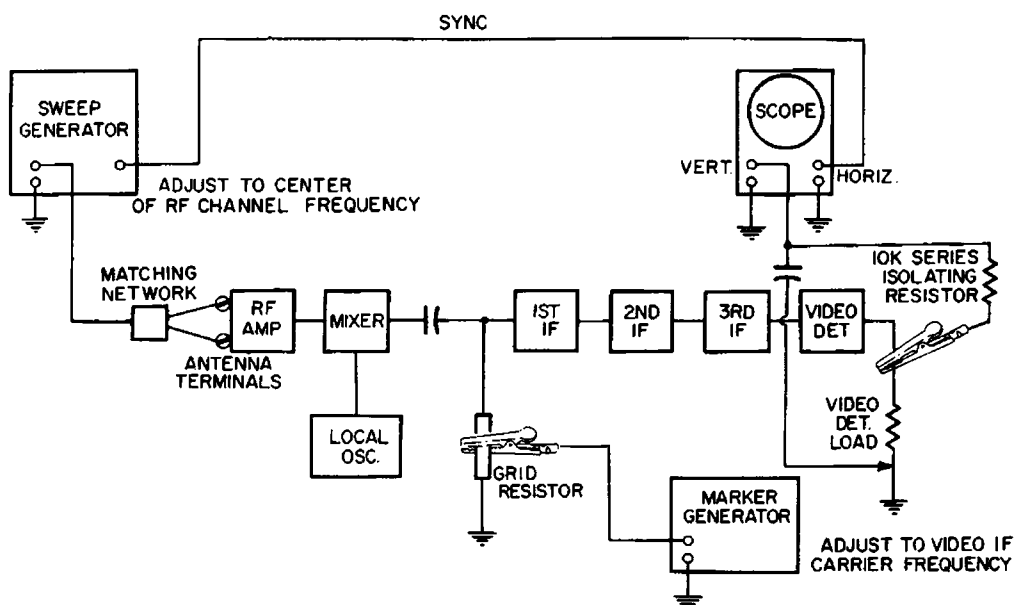 SYNC
SWEEP
GENERATOR
ADJUST TO CENTER
OF RF CHANNEL FREQUENCY
SCOPE
VERT.
HORIZ.
MATCHING
NETWORK
RF
AMP
ANTENNA
TERMINALS
MIXER
LOCAL
OSC.
1ST
IF
2ND
IF
3RD
IF
VIDEO
DET
10K SERIES
ISOLATING
RESISTOR
VIDEO
DET.
LOAD
GRID
RESISTOR
MARKER
GENERATOR
ADJUST TO VIDEO IF
CARRIER FREQUENCY